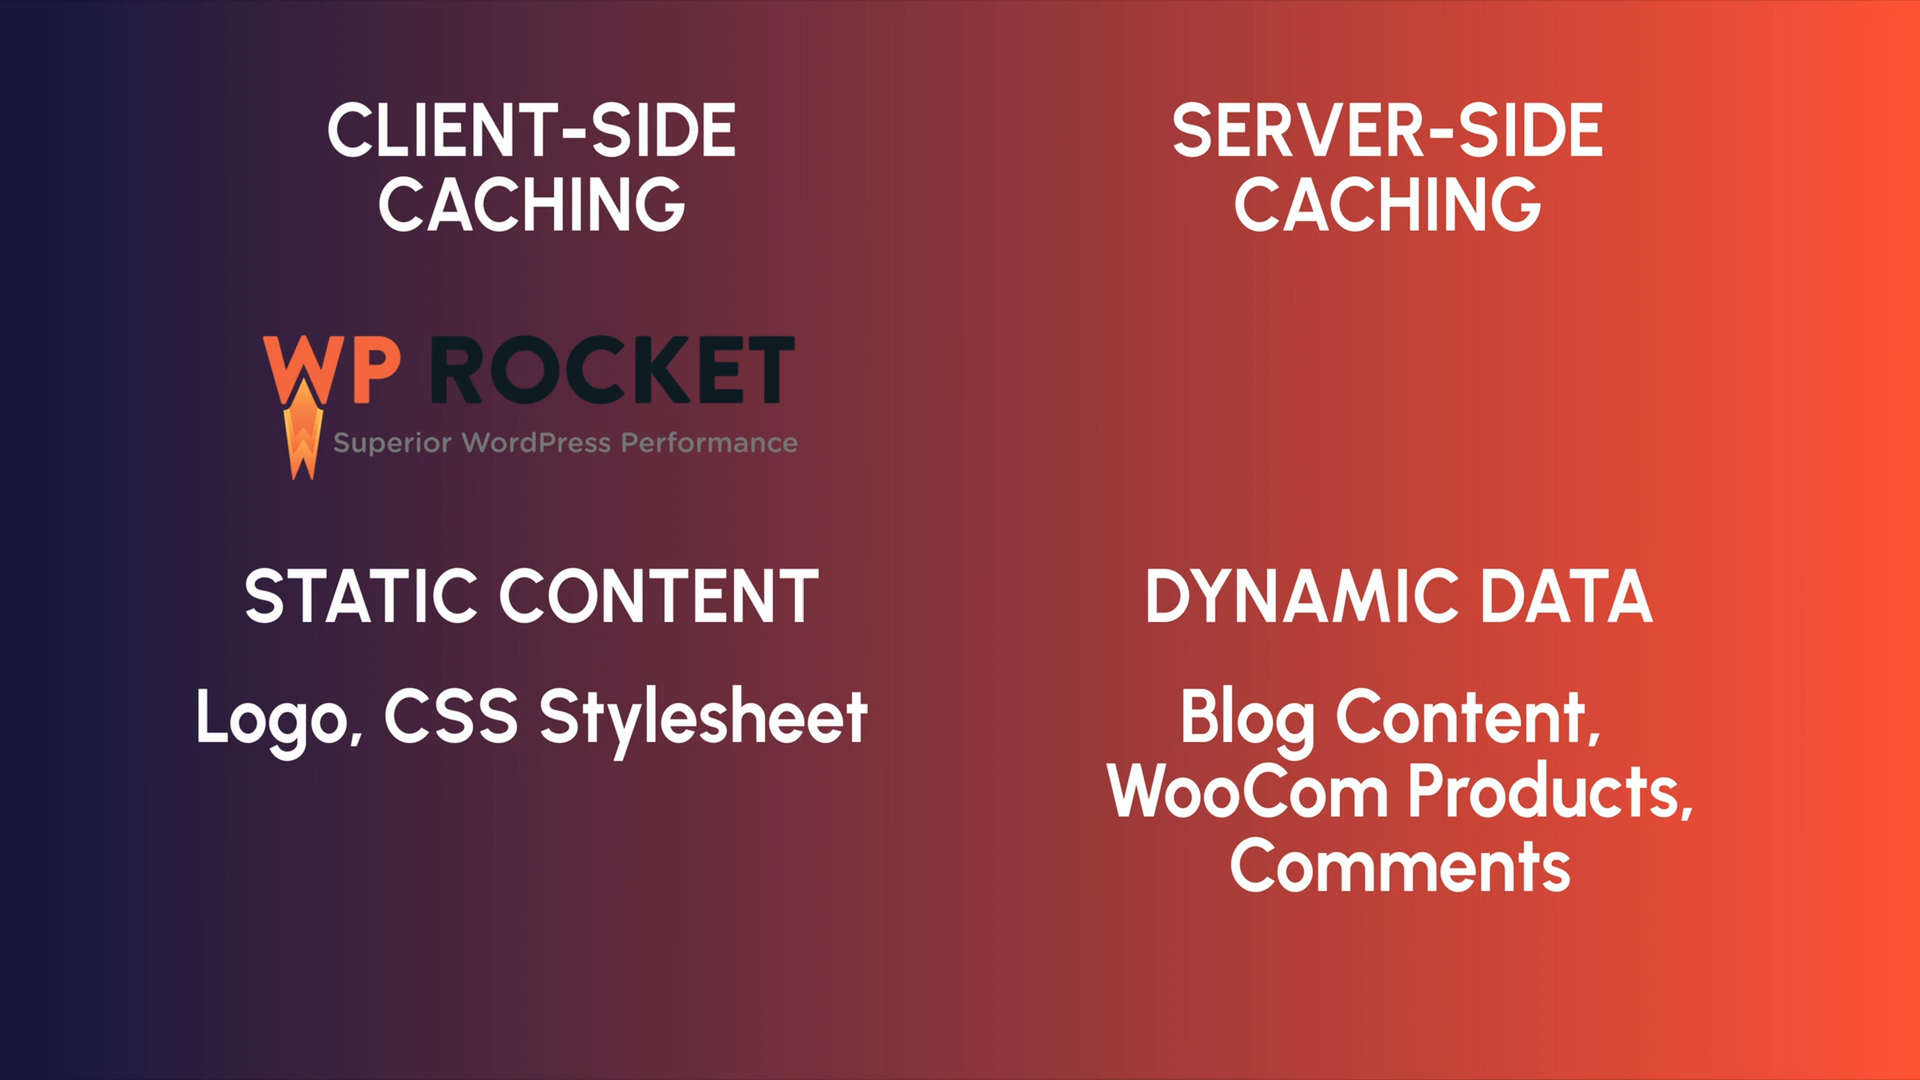 CLIENT-SIDE
CACHING
WP ROCKET
Superior WordPress Performance
STATIC CONTENT
Logo, CSS Stylesheet
SERVER-SIDE
CACHING
DYNAMIC DATA
Blog Content,
WooCom Products,
Comments